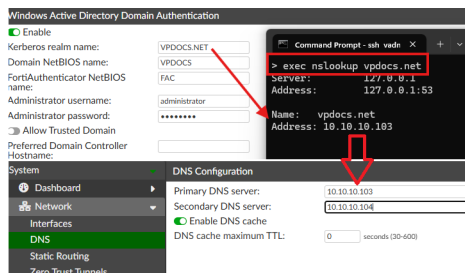 Windows Active Directory Domain Authentication
Enable
Kerberos realm name: VPDOCS.NET
Domain NetBIOS name: VPDOCS
FortiAuthenticator NetBIOS name: FAC
Administrator username: administrator
Administrator password: ••••••••
Allow Trusted Domain
Preferred Domain Controller Hostname:
Command Prompt - ssh vadn × +
> exec nslookup vpdocs.net
Server: 127.0.0.1
Address: 127.0.0.1:53
Name: vpdocs.net
Address: 10.10.10.103
System
Dashboard
Network
Interfaces
DNS
Static Routing
Zero Trust Tunnels
DNS Configuration
Primary DNS server: 10.10.10.103
Secondary DNS server: 10.10.10.104
Enable DNS cache
DNS cache maximum TTL: 0 seconds (30-600)